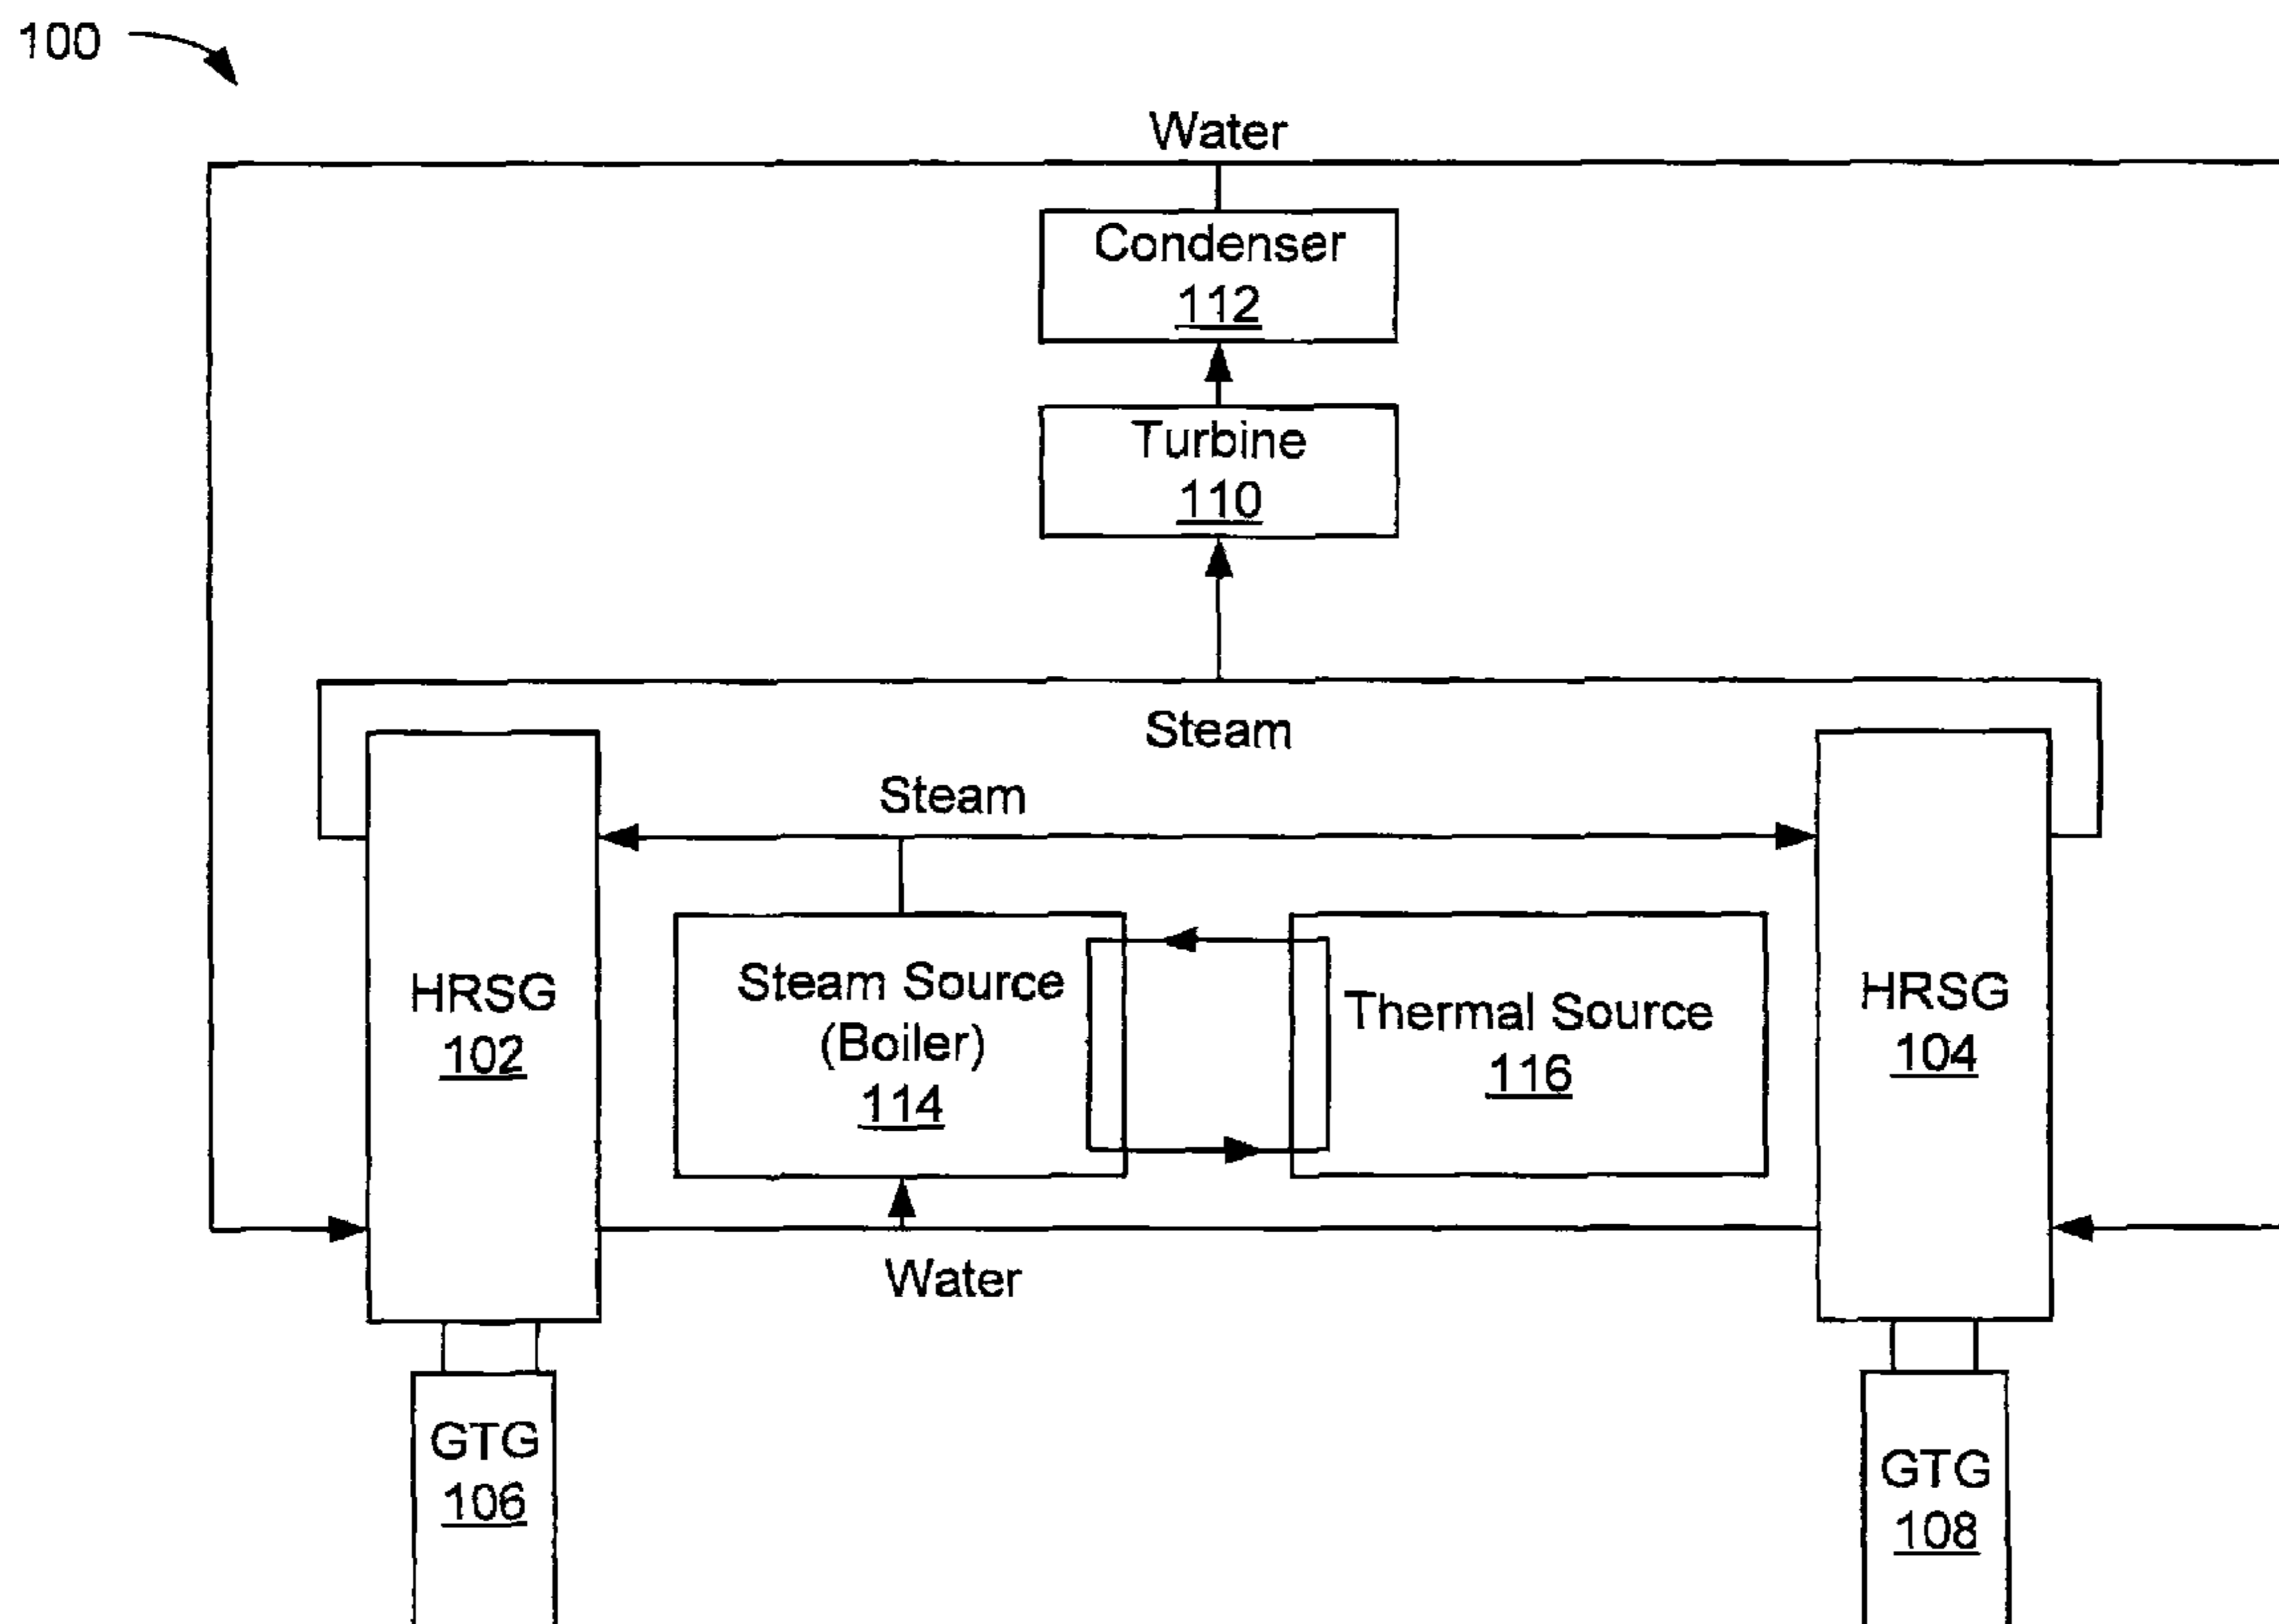 100
Water
Condenser
112
Turbine
110
Steam
Steam
HRSG
102
Steam Source
(Boiler)
114
Thermal Source
116
HRSG
104
Water
GTG
106
GTG
108